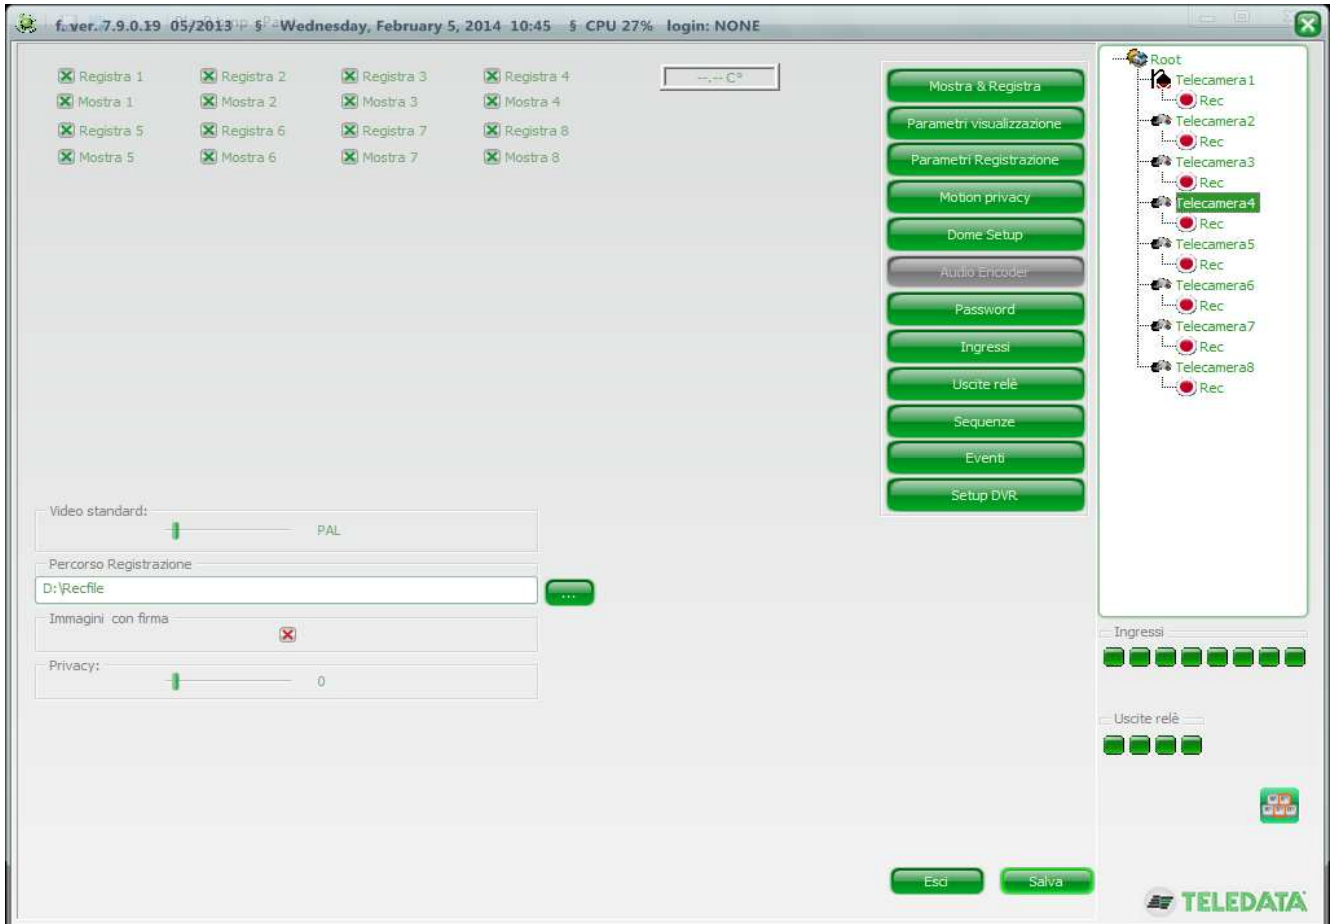 f. ver. 7.9.0.19 05/2013 § Wednesday, February 5, 2014 10:45 § CPU 27% login: NONE
Registra 1 Registra 2 Registra 3 Registra 4
Mostra 1 Mostra 2 Mostra 3 Mostra 4
Registra 5 Registra 6 Registra 7 Registra 8
Mostra 5 Mostra 6 Mostra 7 Mostra 8
--.-- C°
Video standard:
PAL
Percorso Registrazione
D:\Recfile
...
Immagini con firma
Privacy:
0
Mostra & Registra
Parametri visualizzazione
Parametri Registrazione
Motion privacy
Dome Setup
Audio Encoder
Password
Ingressi
Uscite relè
Sequenze
Eventi
Setup DVR
Esci
Salva
Root
Telecamera1
Rec
Telecamera2
Rec
Telecamera3
Rec
Telecamera4
Rec
Telecamera5
Rec
Telecamera6
Rec
Telecamera7
Rec
Telecamera8
Rec
Ingressi
Uscite relè
TELEDATA